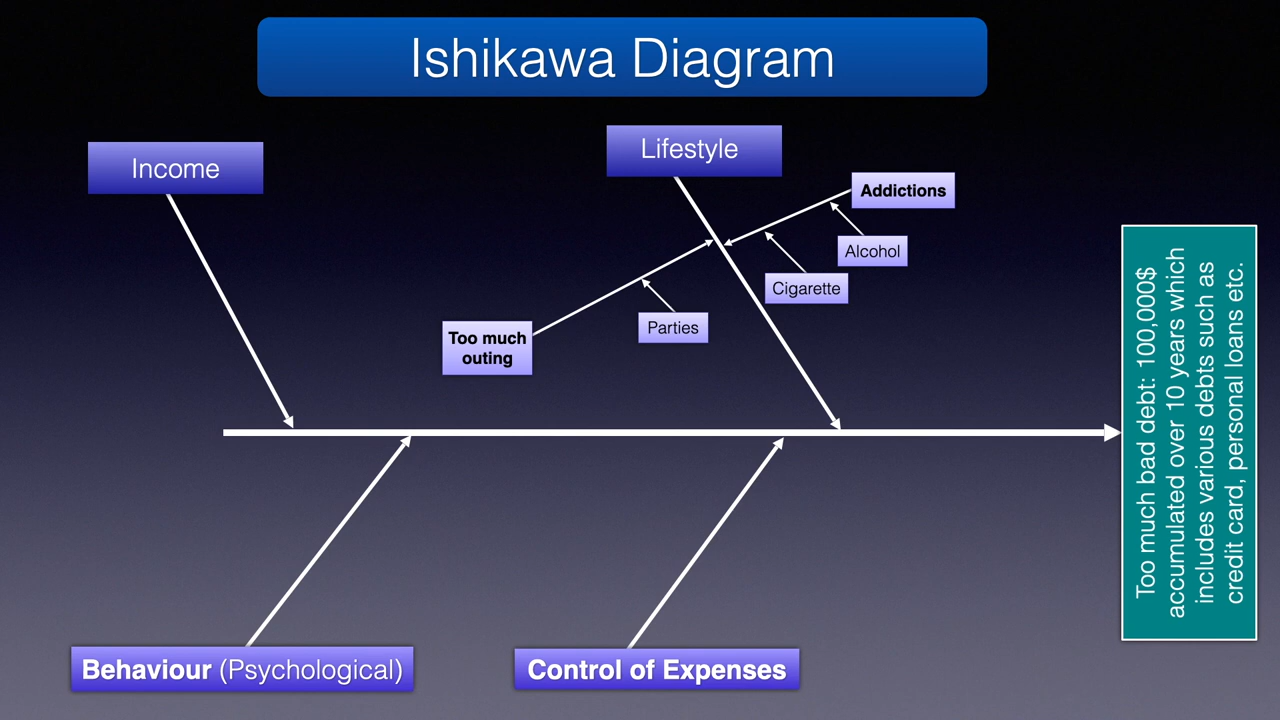 Ishikawa Diagram
Income
Lifestyle
Addictions
Alcohol
Cigarette
Parties
Too much
outing
Too much bad debt: 100,000$
accumulated over 10 years which
includes various debts such as
credit card, personal loans etc.
Behaviour (Psychological)
Control of Expenses